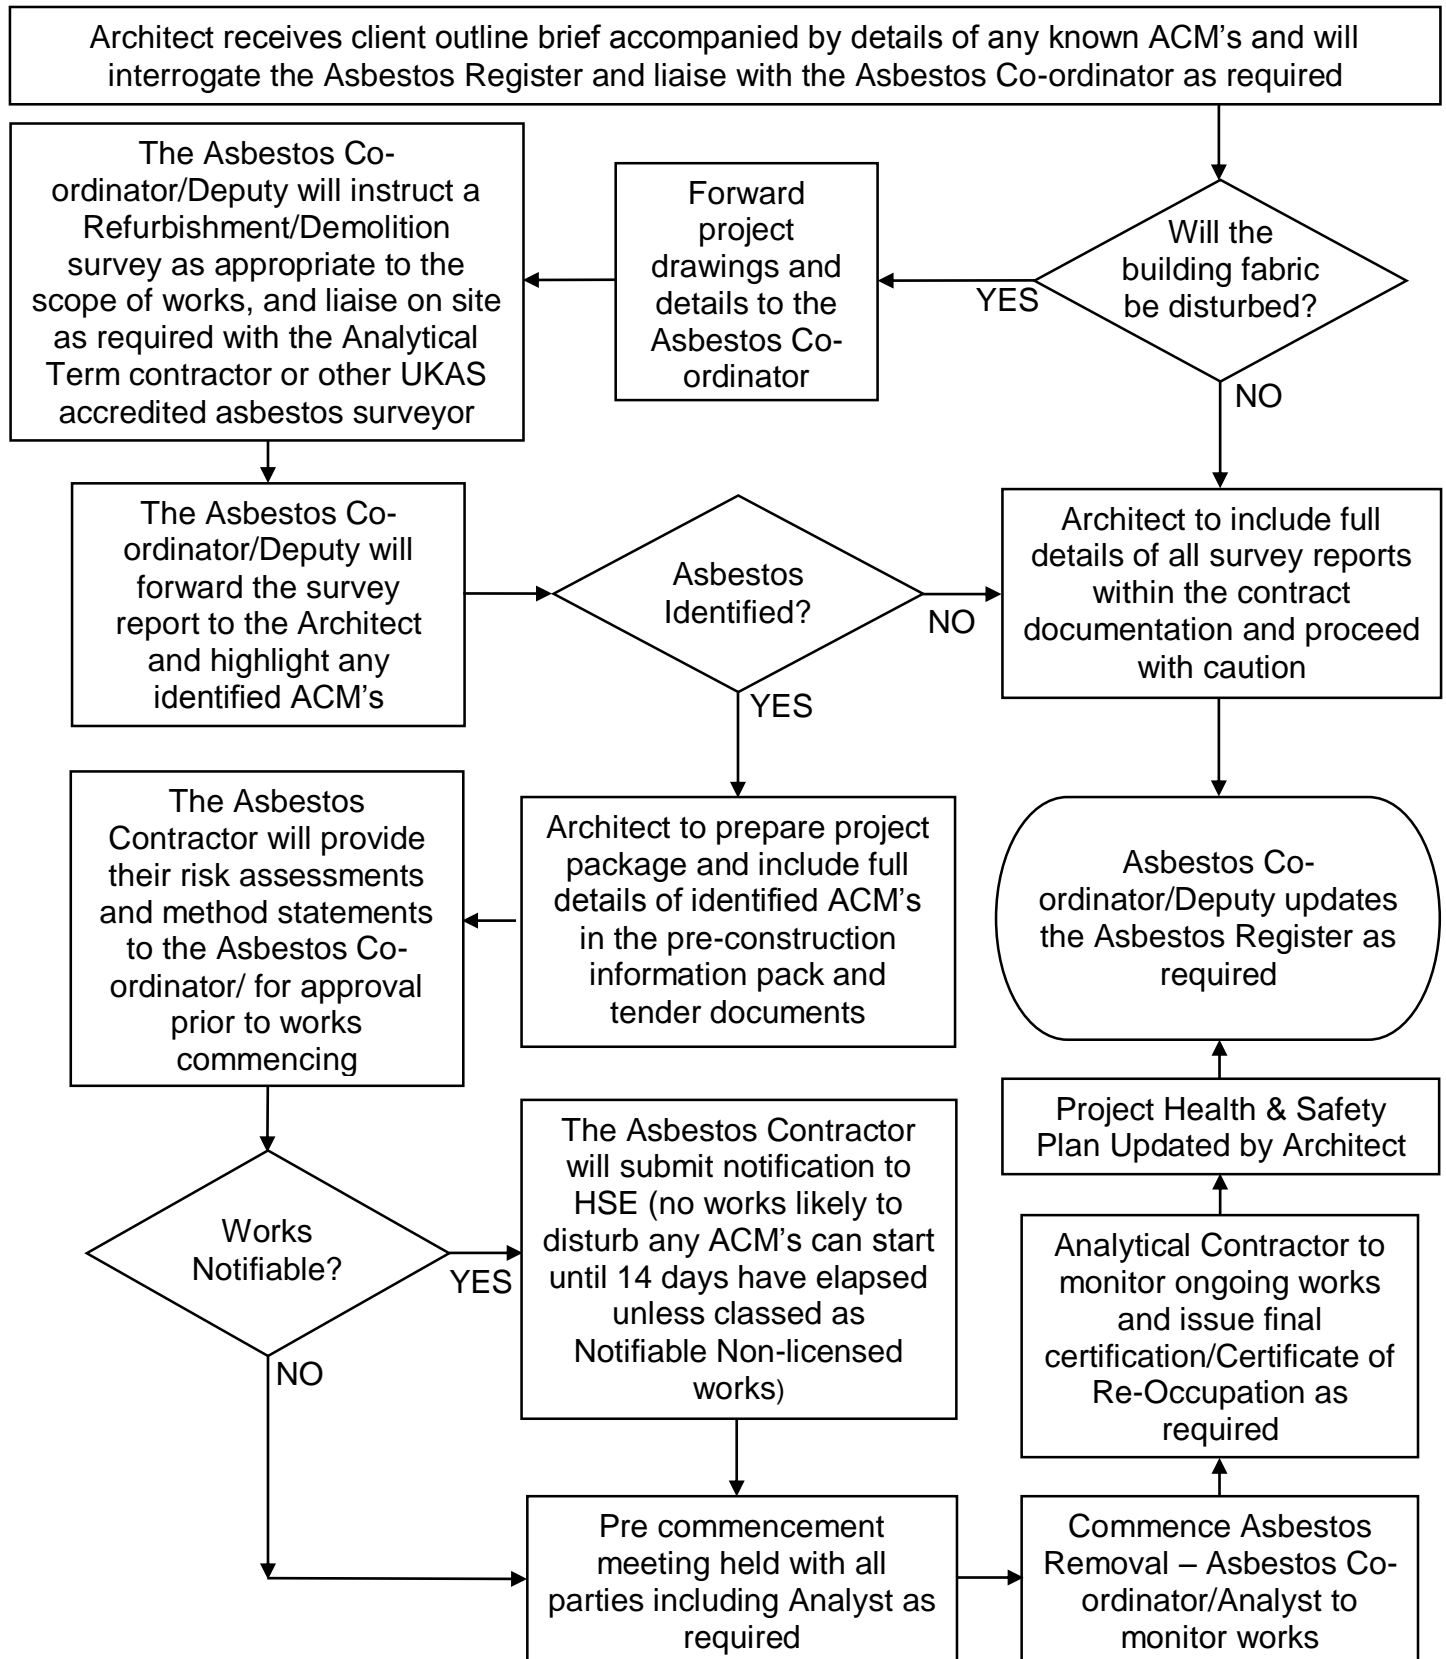 Architect receives client outline brief accompanied by details of any known ACM's and will
interrogate the Asbestos Register and liaise with the Asbestos Co-ordinator as required
Will the
building fabric
be disturbed?
YES
NO
Forward
project
drawings and
details to the
Asbestos Co-
ordinator
The Asbestos Co-
ordinator/Deputy will instruct a
Refurbishment/Demolition
survey as appropriate to the
scope of works, and liaise on site
as required with the Analytical
Term contractor or other UKAS
accredited asbestos surveyor
The Asbestos Co-
ordinator/Deputy will
forward the survey
report to the Architect
and highlight any
identified ACM's
Asbestos
Identified?
NO
YES
Architect to include full
details of all survey reports
within the contract
documentation and proceed
with caution
Architect to prepare project
package and include full
details of identified ACM's
in the pre-construction
information pack and
tender documents
The Asbestos
Contractor will provide
their risk assessments
and method statements
to the Asbestos Co-
ordinator/ for approval
prior to works
commencing
Works
Notifiable?
YES
NO
The Asbestos Contractor
will submit notification to
HSE (no works likely to
disturb any ACM's can start
until 14 days have elapsed
unless classed as
Notifiable Non-licensed
works)
Pre commencement
meeting held with all
parties including Analyst as
required
Commence Asbestos
Removal – Asbestos Co-
ordinator/Analyst to
monitor works
Analytical Contractor to
monitor ongoing works
and issue final
certification/Certificate of
Re-Occupation as
required
Project Health & Safety
Plan Updated by Architect
Asbestos Co-
ordinator/Deputy updates
the Asbestos Register as
required